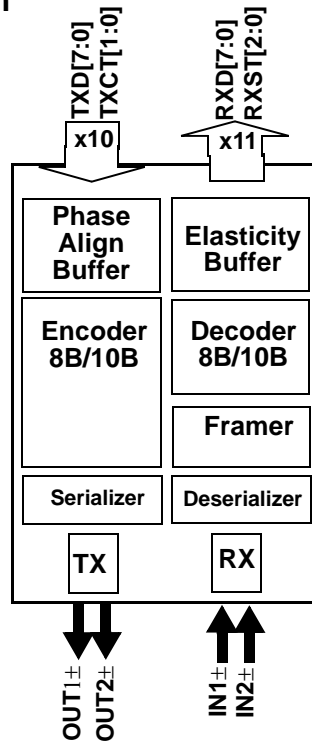 TXD[7:0]
TXCT[1:0]
RXD[7:0]
RXST[2:0]
x10
x11
Phase
Align
Buffer
Elasticity
Buffer
Encoder
8B/10B
Decoder
8B/10B
Framer
Serializer
Deserializer
TX
RX
OUT1±
OUT2±
IN1±
IN2±